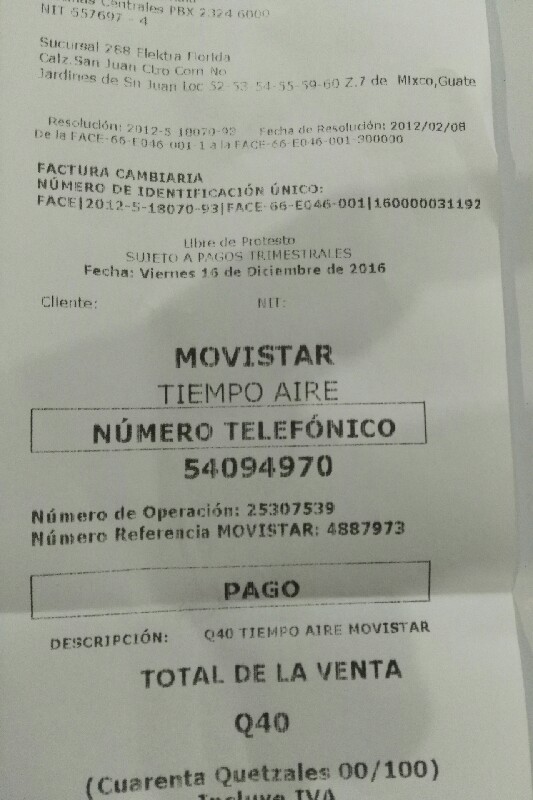 Centrales PBX 2324 6000
NIT 557697 - 4
Sucursal 288 Elektra Florida
Calz.San Juan Ctro Com No
Jardines de Sn Juan Loc 52-53-54-55-59-60 Z.7 de Mixco,Guate
Resolución: 2012-5-18070-93 Fecha de Resolución: 2012/02/08
De la FACE-66-E046-001-1 a la FACE-66-E046-001-300000
FACTURA CAMBIARIA
NÚMERO DE IDENTIFICACIÓN ÚNICO:
FACE|2012-5-18070-93|FACE-66-E046-001|160000031192
Libre de Protesto
SUJETO A PAGOS TRIMESTRALES
Fecha: Viernes 16 de Diciembre de 2016
Cliente: NIT:
MOVISTAR
TIEMPO AIRE
NÚMERO TELEFÓNICO
54094970
Número de Operación: 25307539
Número Referencia MOVISTAR: 4887973
PAGO
DESCRIPCIÓN: Q40 TIEMPO AIRE MOVISTAR
TOTAL DE LA VENTA
Q40
(Cuarenta Quetzales 00/100)
Incluye IVA